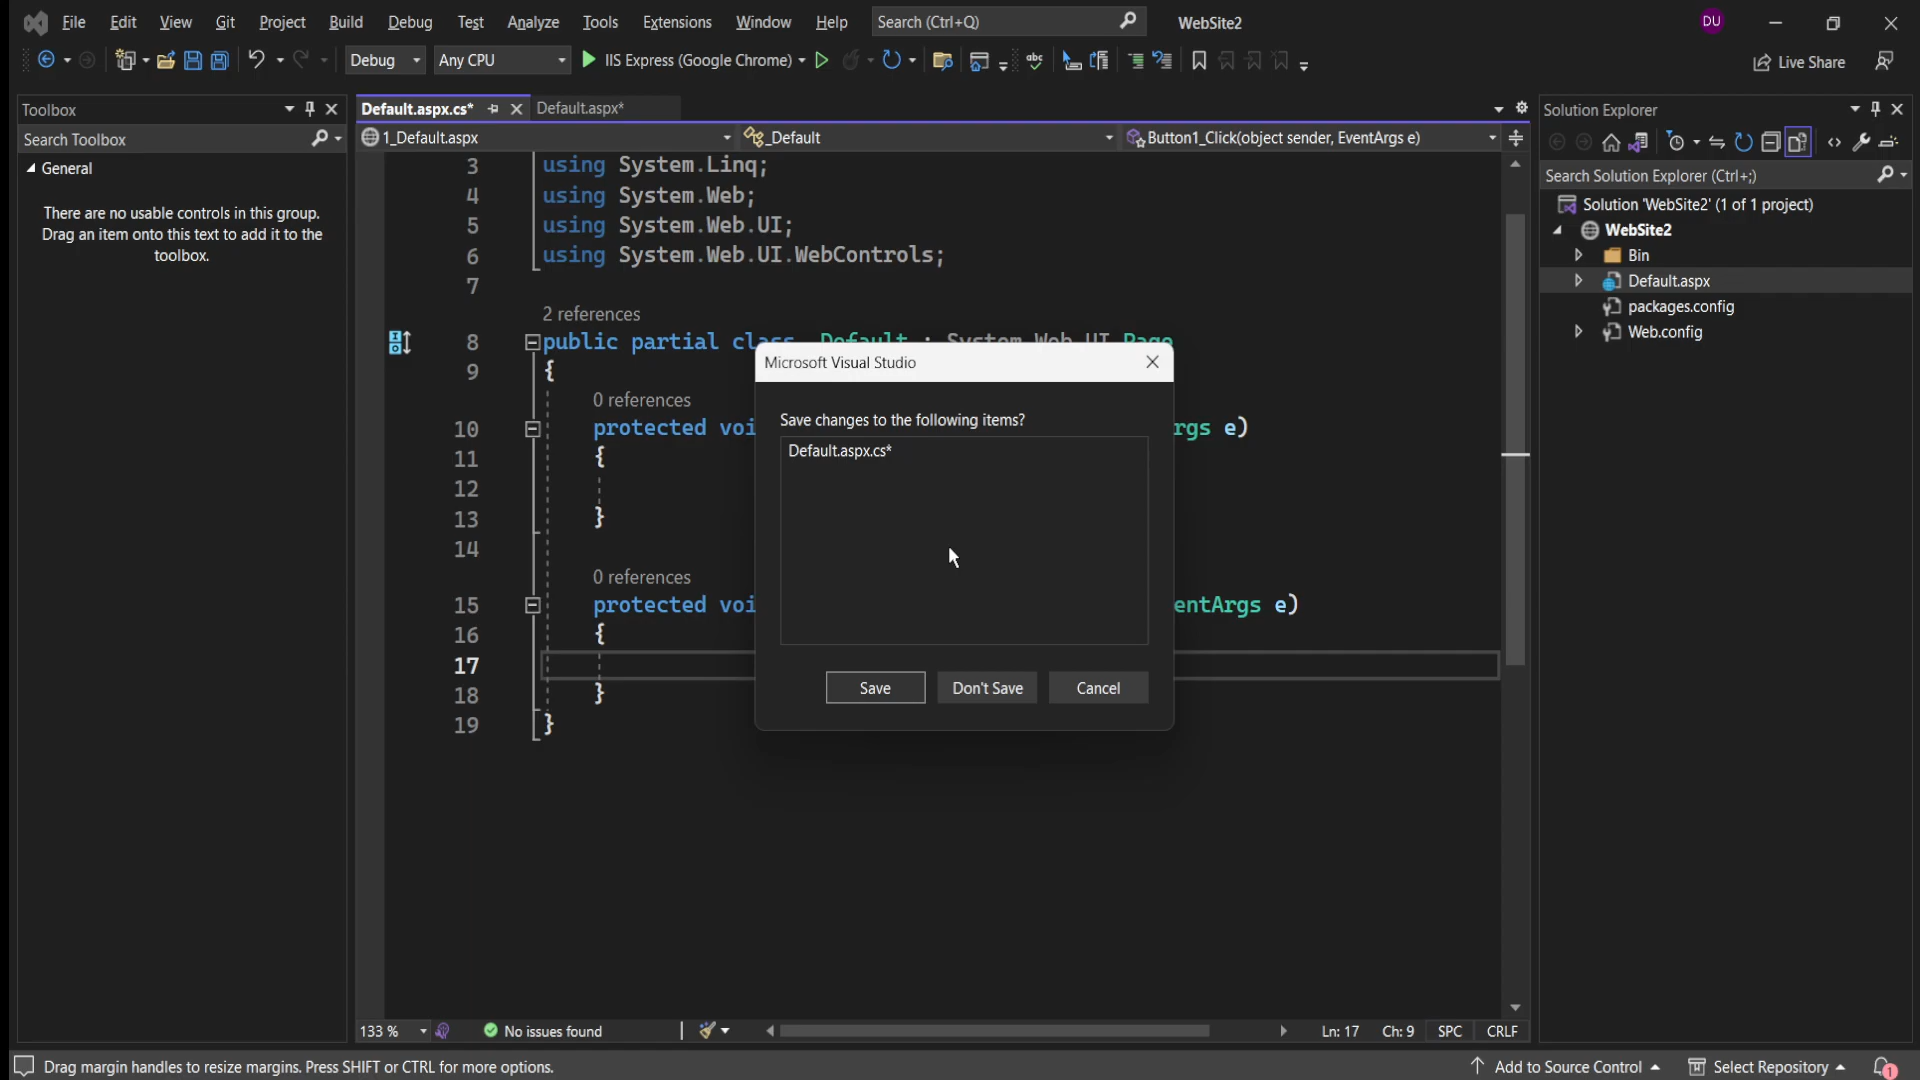 File Edit View Git Project Build Debug Test Analyze Tools Extensions Window Help Search (Ctrl+Q) WebSite2 DU
Debug Any CPU IIS Express (Google Chrome) abc Live Share
Toolbox
Search Toolbox
General
There are no usable controls in this group.
Drag an item onto this text to add it to the
toolbox.
Default.aspx.cs* Default.aspx*
1_Default.aspx _Default Button1_Click(object sender, EventArgs e)
3 using System.Linq;
4 using System.Web;
5 using System.Web.UI;
6 using System.Web.UI.WebControls;
7
2 references
8 public partial class _Default : System.Web.UI.Page
9 {
0 references
10 protected voi rgs e)
11 {
12
13 }
14
0 references
15 protected voi entArgs e)
16 {
17
18 }
19 }
Microsoft Visual Studio
Save changes to the following items?
Default.aspx.cs*
Save Don't Save Cancel
133 % No issues found Ln: 17 Ch: 9 SPC CRLF
Solution Explorer
Search Solution Explorer (Ctrl+;)
Solution 'WebSite2' (1 of 1 project)
WebSite2
Bin
Default.aspx
packages.config
Web.config
Drag margin handles to resize margins. Press SHIFT or CTRL for more options. Add to Source Control Select Repository 1